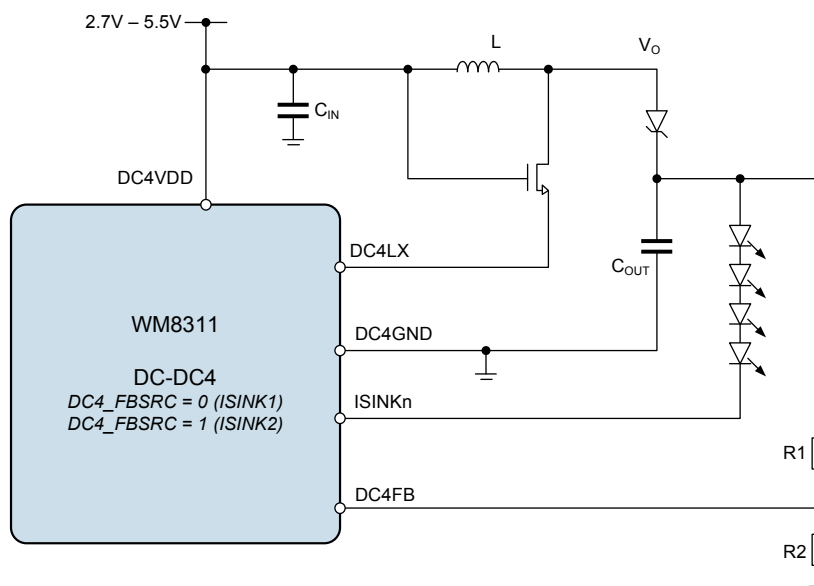 2.7V – 5.5V
L
VO
CIN
DC4VDD
DC4LX
COUT
WM8311
DC4GND
DC-DC4
DC4_FBSRC = 0 (ISINK1)
ISINKn
DC4_FBSRC = 1 (ISINK2)
R1
DC4FB
R2